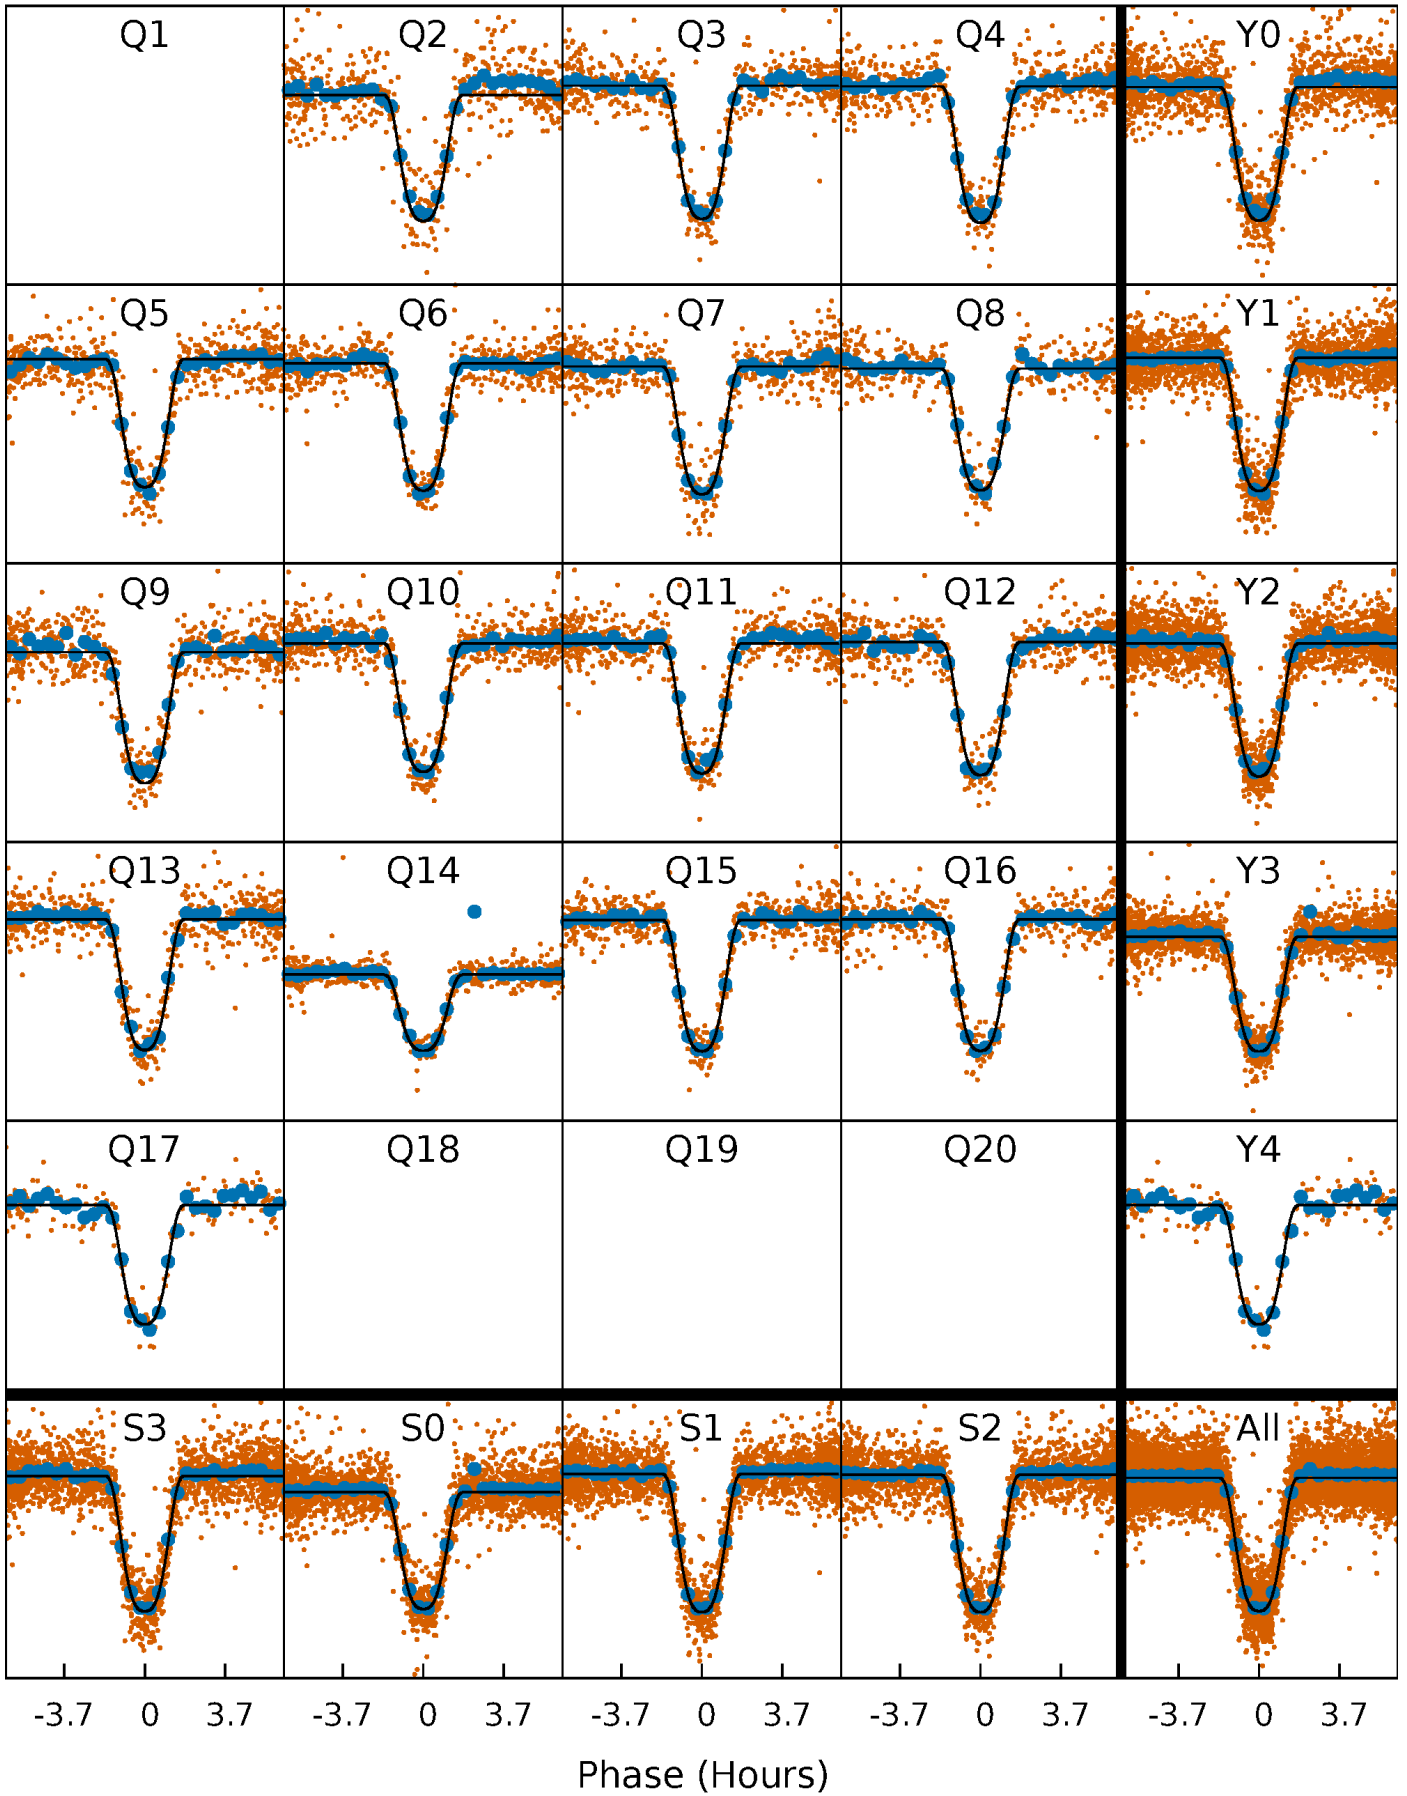 Q1 Q2 Q3 Q4 Y0
Q5 Q6 Q7 Q8 Y1
Q9 Q10 Q11 Q12 Y2
Q13 Q14 Q15 Q16 Y3
Q17 Q18 Q19 Q20 Y4
S3 S0 S1 S2 All
-3.7 0 3.7 -3.7 0 3.7 -3.7 0 3.7 -3.7 0 3.7 -3.7 0 3.7
Phase (Hours)